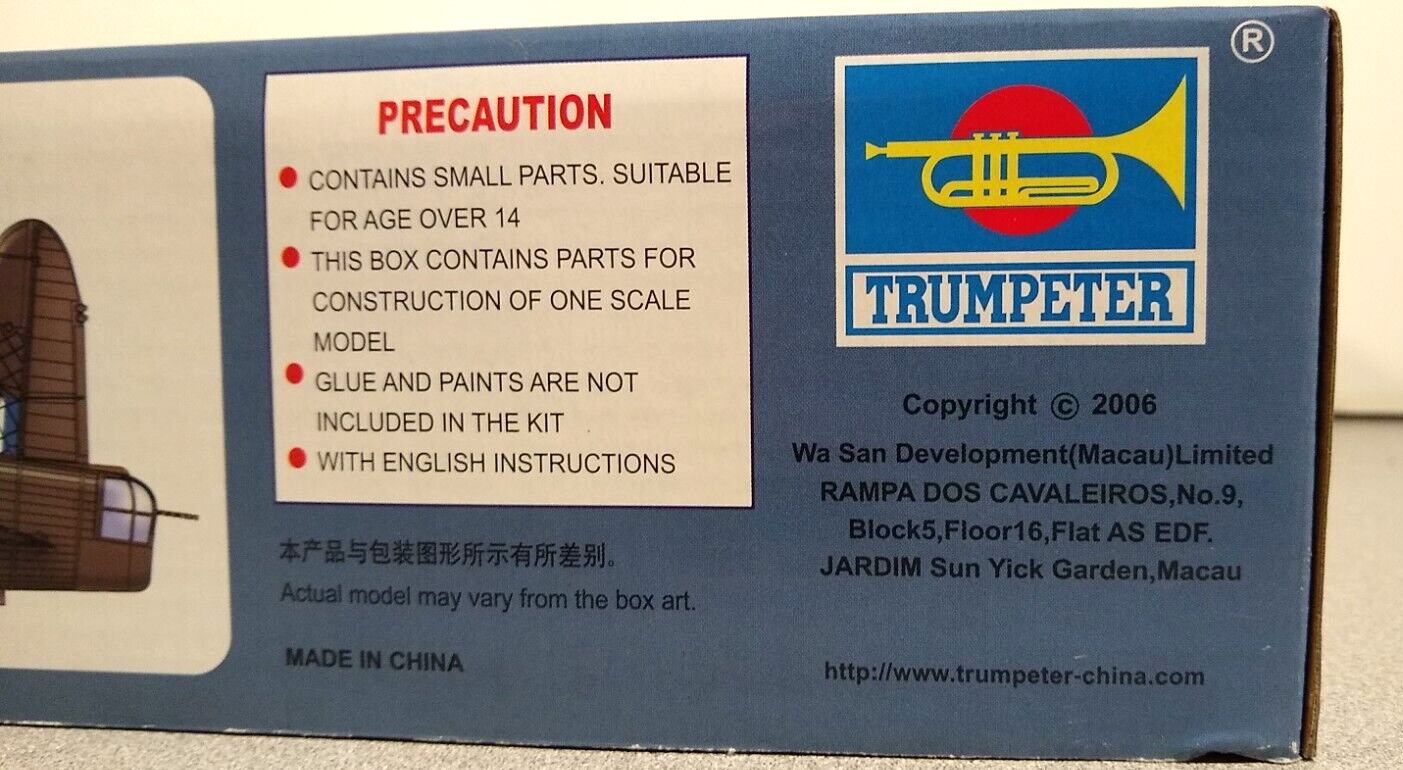 PRECAUTION
CONTAINS SMALL PARTS. SUITABLE
FOR AGE OVER 14
THIS BOX CONTAINS PARTS FOR
CONSTRUCTION OF ONE SCALE
MODEL
GLUE AND PAINTS ARE NOT
INCLUDED IN THE KIT
WITH ENGLISH INSTRUCTIONS
本产品与包装图形所示有所差别。
Actual model may vary from the box art.
MADE IN CHINA
®
TRUMPETER
Copyright © 2006
Wa San Development(Macau)Limited
RAMPA DOS CAVALEIROS,No.9,
Block5,Floor16,Flat AS EDF.
JARDIM Sun Yick Garden,Macau
http://www.trumpeter-china.com